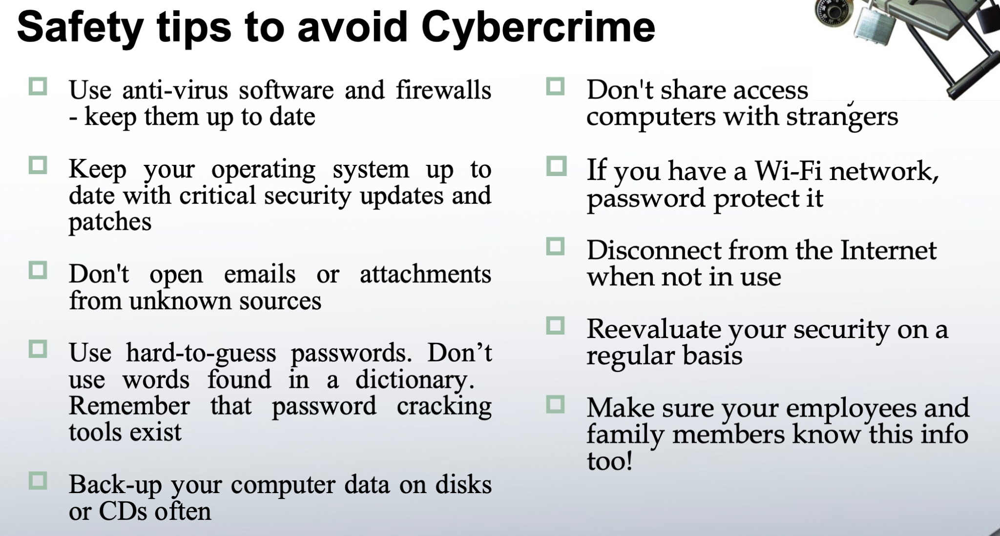 Safety tips to avoid Cybercrime
Use anti-virus software and firewalls
- keep them up to date
Keep your operating system up to
date with critical security updates and
patches
Don't open emails or attachments
from unknown sources
Use hard-to-guess passwords. Don’t
use words found in a dictionary.
Remember that password cracking
tools exist
Back-up your computer data on disks
or CDs often
Don't share access
computers with strangers
If you have a Wi-Fi network,
password protect it
Disconnect from the Internet
when not in use
Reevaluate your security on a
regular basis
Make sure your employees and
family members know this info
too!